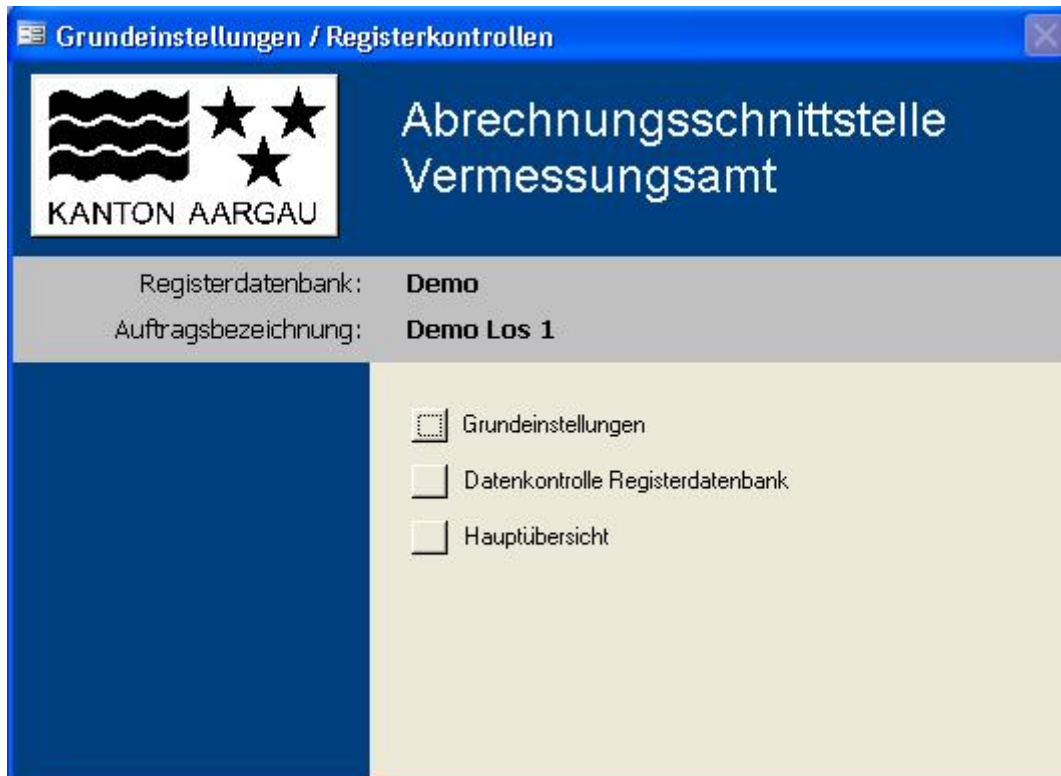 Grundeinstellungen / Registerkontrollen
KANTON AARGAU
Abrechnungsschnittstelle
Vermessungsamt
Registerdatenbank: Demo
Auftragsbezeichnung: Demo Los 1
Grundeinstellungen
Datenkontrolle Registerdatenbank
Hauptübersicht